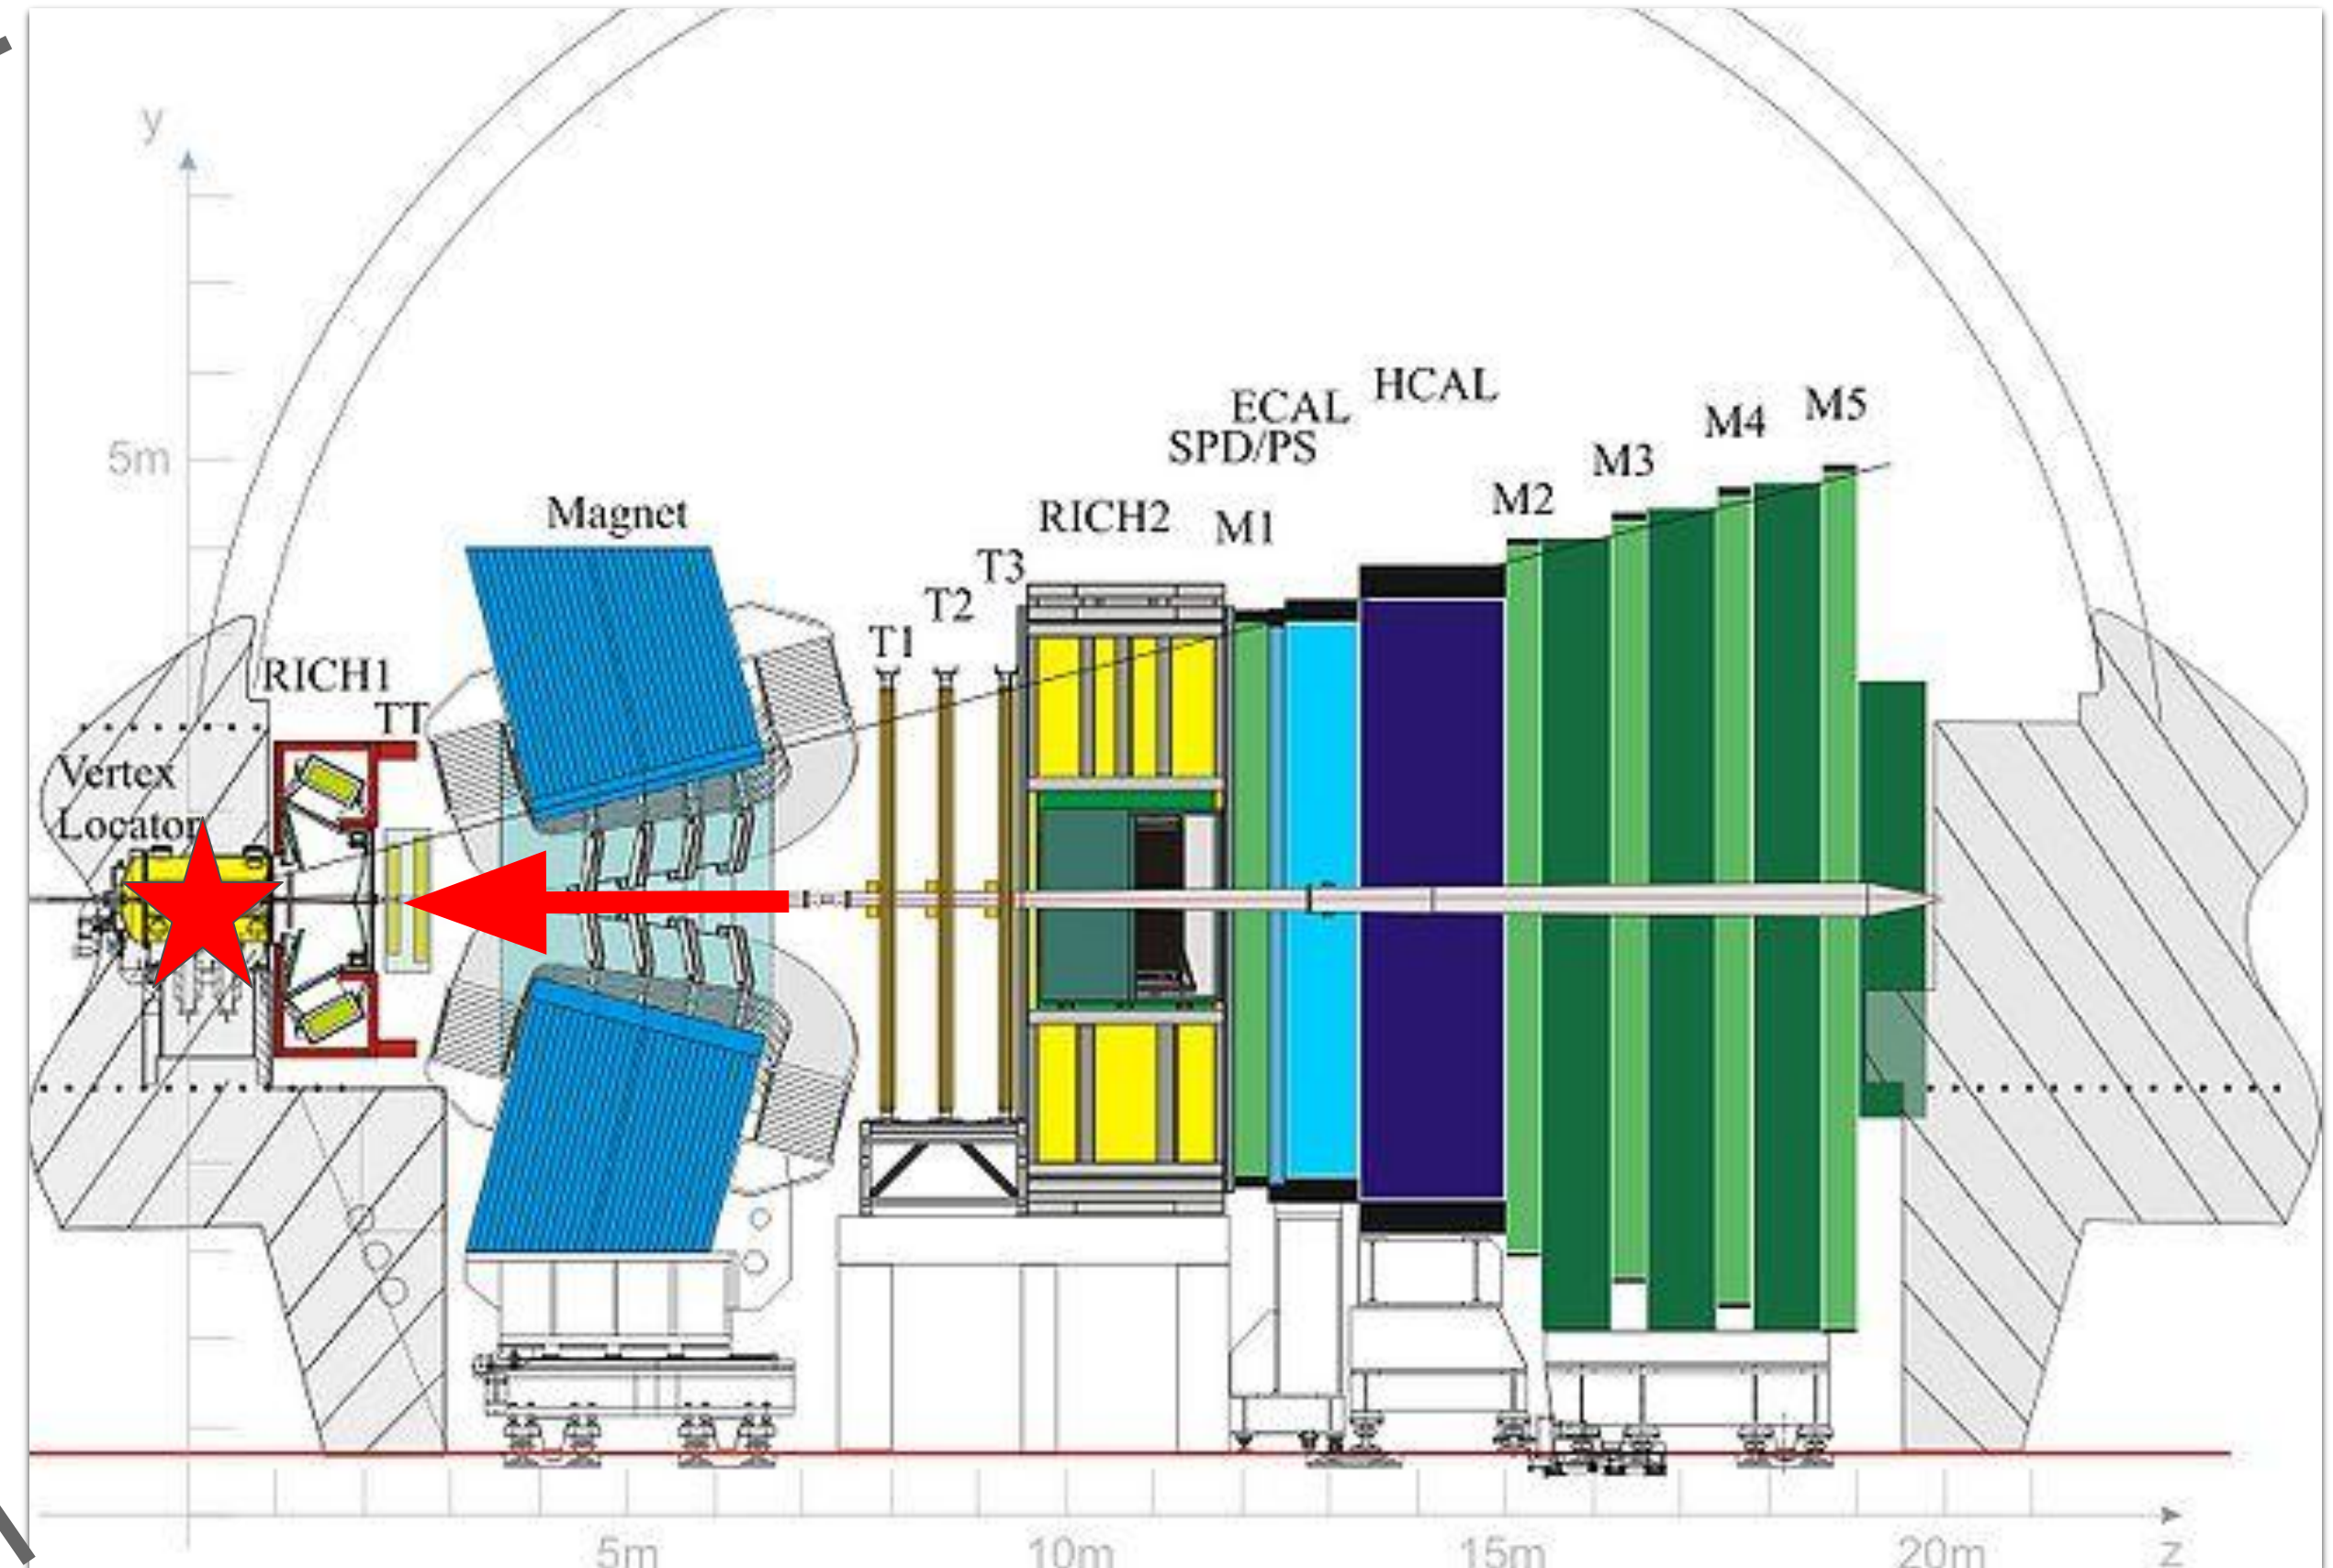 y
5m
Vertex
Locator
RICH1
TT
Magnet
T1
T2
T3
RICH2
M1
SPD/PS
ECAL
HCAL
M2
M3
M4
M5
5m
10m
15m
20m
z